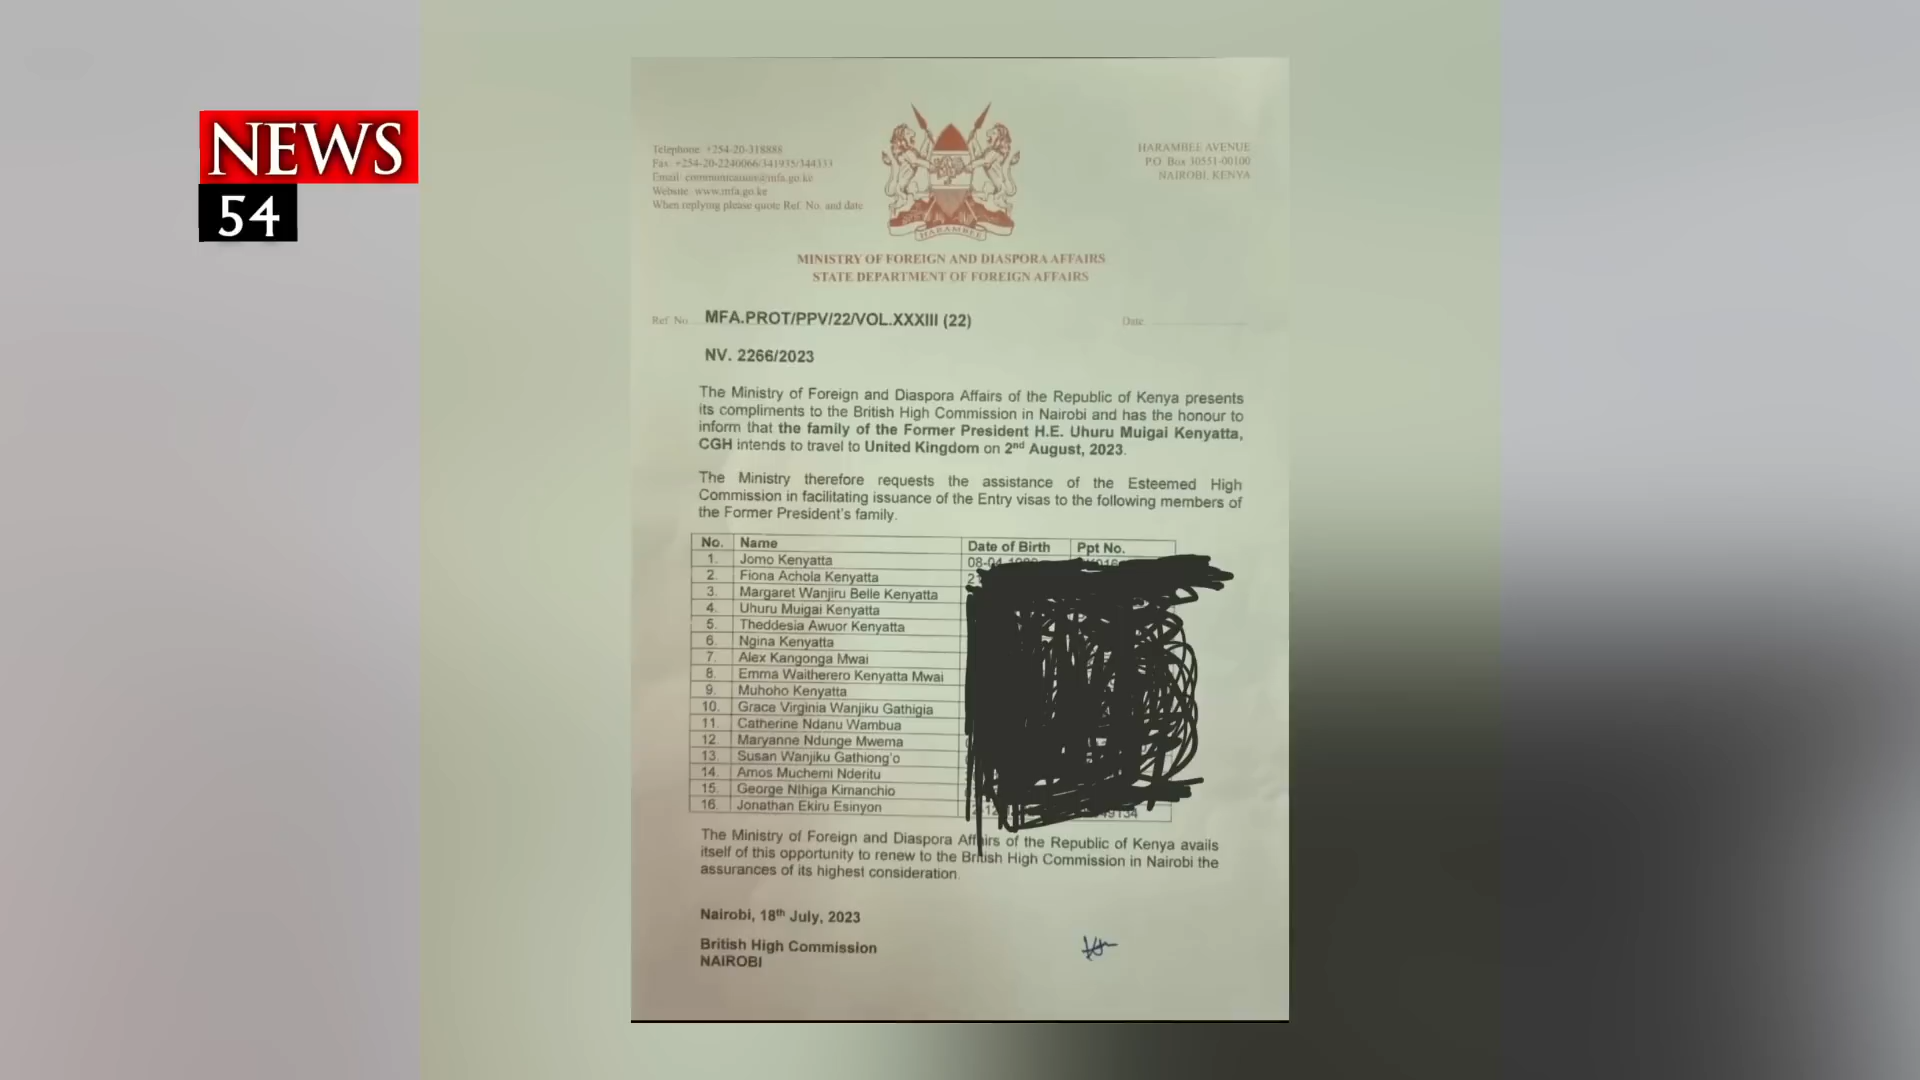 NEWS
54
Telephone: +254-20-318888
Fax: +254-20-2240066/341935/344333
Email: communication@mfa.go.ke
Website: www.mfa.go.ke
When replying please quote Ref. No. and date
HARAMBEE
HARAMBEE AVENUE
P.O. Box 30551-00100
NAIROBI, KENYA
MINISTRY OF FOREIGN AND DIASPORA AFFAIRS
STATE DEPARTMENT OF FOREIGN AFFAIRS
Ref. No. MFA.PROT/PPV/22/VOL.XXXIII (22)
Date
NV. 2266/2023
The Ministry of Foreign and Diaspora Affairs of the Republic of Kenya presents
its compliments to the British High Commission in Nairobi and has the honour to
inform that the family of the Former President H.E. Uhuru Muigai Kenyatta,
CGH intends to travel to United Kingdom on 2nd August, 2023.
The Ministry therefore requests the assistance of the Esteemed High
Commission in facilitating issuance of the Entry visas to the following members of
the Former President's family.
No. Name Date of Birth Ppt No.
1. Jomo Kenyatta
2. Fiona Achola Kenyatta
3. Margaret Wanjiru Belle Kenyatta
4. Uhuru Muigai Kenyatta
5. Theddesia Awuor Kenyatta
6. Ngina Kenyatta
7. Alex Kangonga Mwai
8. Emma Waitherero Kenyatta Mwai
9. Muhoho Kenyatta
10. Grace Virginia Wanjiku Gathigia
11. Catherine Ndanu Wambua
12. Maryanne Ndunge Mwema
13. Susan Wanjiku Gathiong'o
14. Amos Muchemi Nderitu
15. George Nthiga Kimanchio
16. Jonathan Ekiru Esinyon
The Ministry of Foreign and Diaspora Affairs of the Republic of Kenya avails
itself of this opportunity to renew to the British High Commission in Nairobi the
assurances of its highest consideration.
Nairobi, 18th July, 2023
British High Commission
NAIROBI